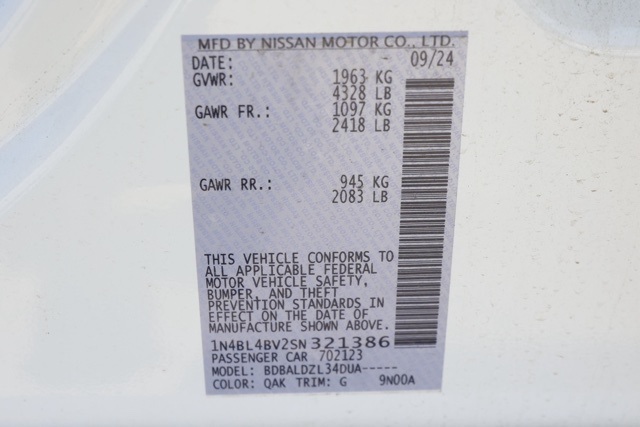 MFD BY NISSAN MOTOR CO., LTD.
DATE: 09/24
GVWR: 1963 KG
4328 LB
GAWR FR.: 1097 KG
2418 LB
GAWR RR.: 945 KG
2083 LB
THIS VEHICLE CONFORMS TO
ALL APPLICABLE FEDERAL
MOTOR VEHICLE SAFETY,
BUMPER, AND THEFT
PREVENTION STANDARDS IN
EFFECT ON THE DATE OF
MANUFACTURE SHOWN ABOVE.
1N4BL4BV2SN321386
PASSENGER CAR 702123
MODEL: BDBALDZL34DUA-----
COLOR: QAK TRIM: G 9N00A